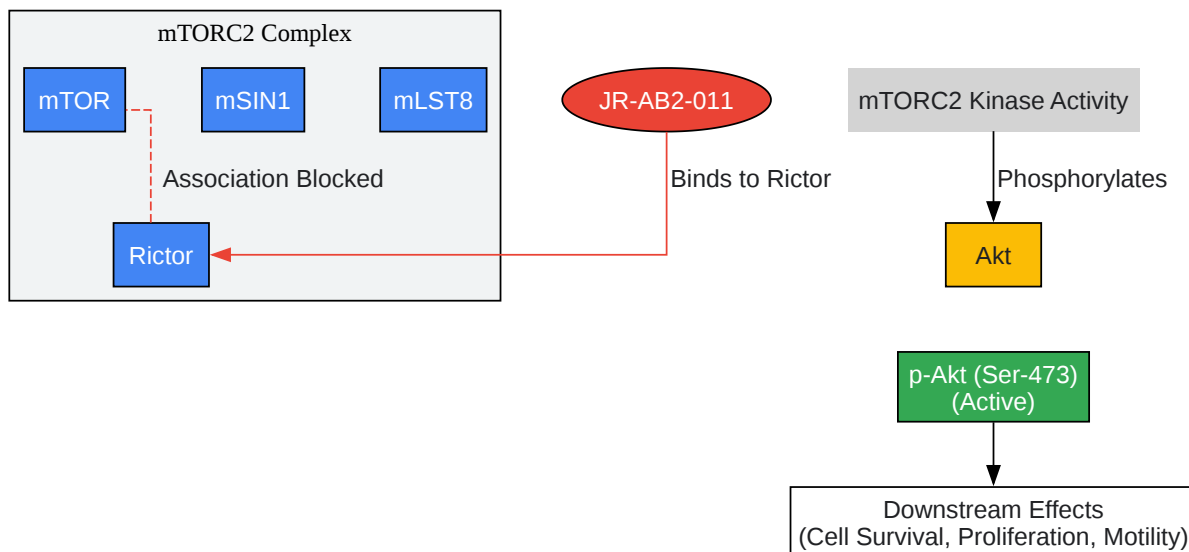 mTORC2 Complex
mTOR
mSIN1
mLST8
JR-AB2-011
mTORC2 Kinase Activity
Association Blocked
Binds to Rictor
Phosphorylates
Rictor
Akt
p-Akt (Ser-473)
(Active)
Downstream Effects
(Cell Survival, Proliferation, Motility)